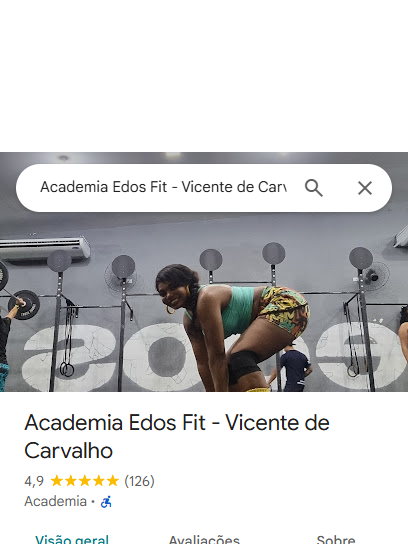 Academia Edos Fit - Vicente de Carv
Academia Edos Fit - Vicente de
Carvalho
4,9 (126)
Academia •
Visão geral
Avaliações
Sobre